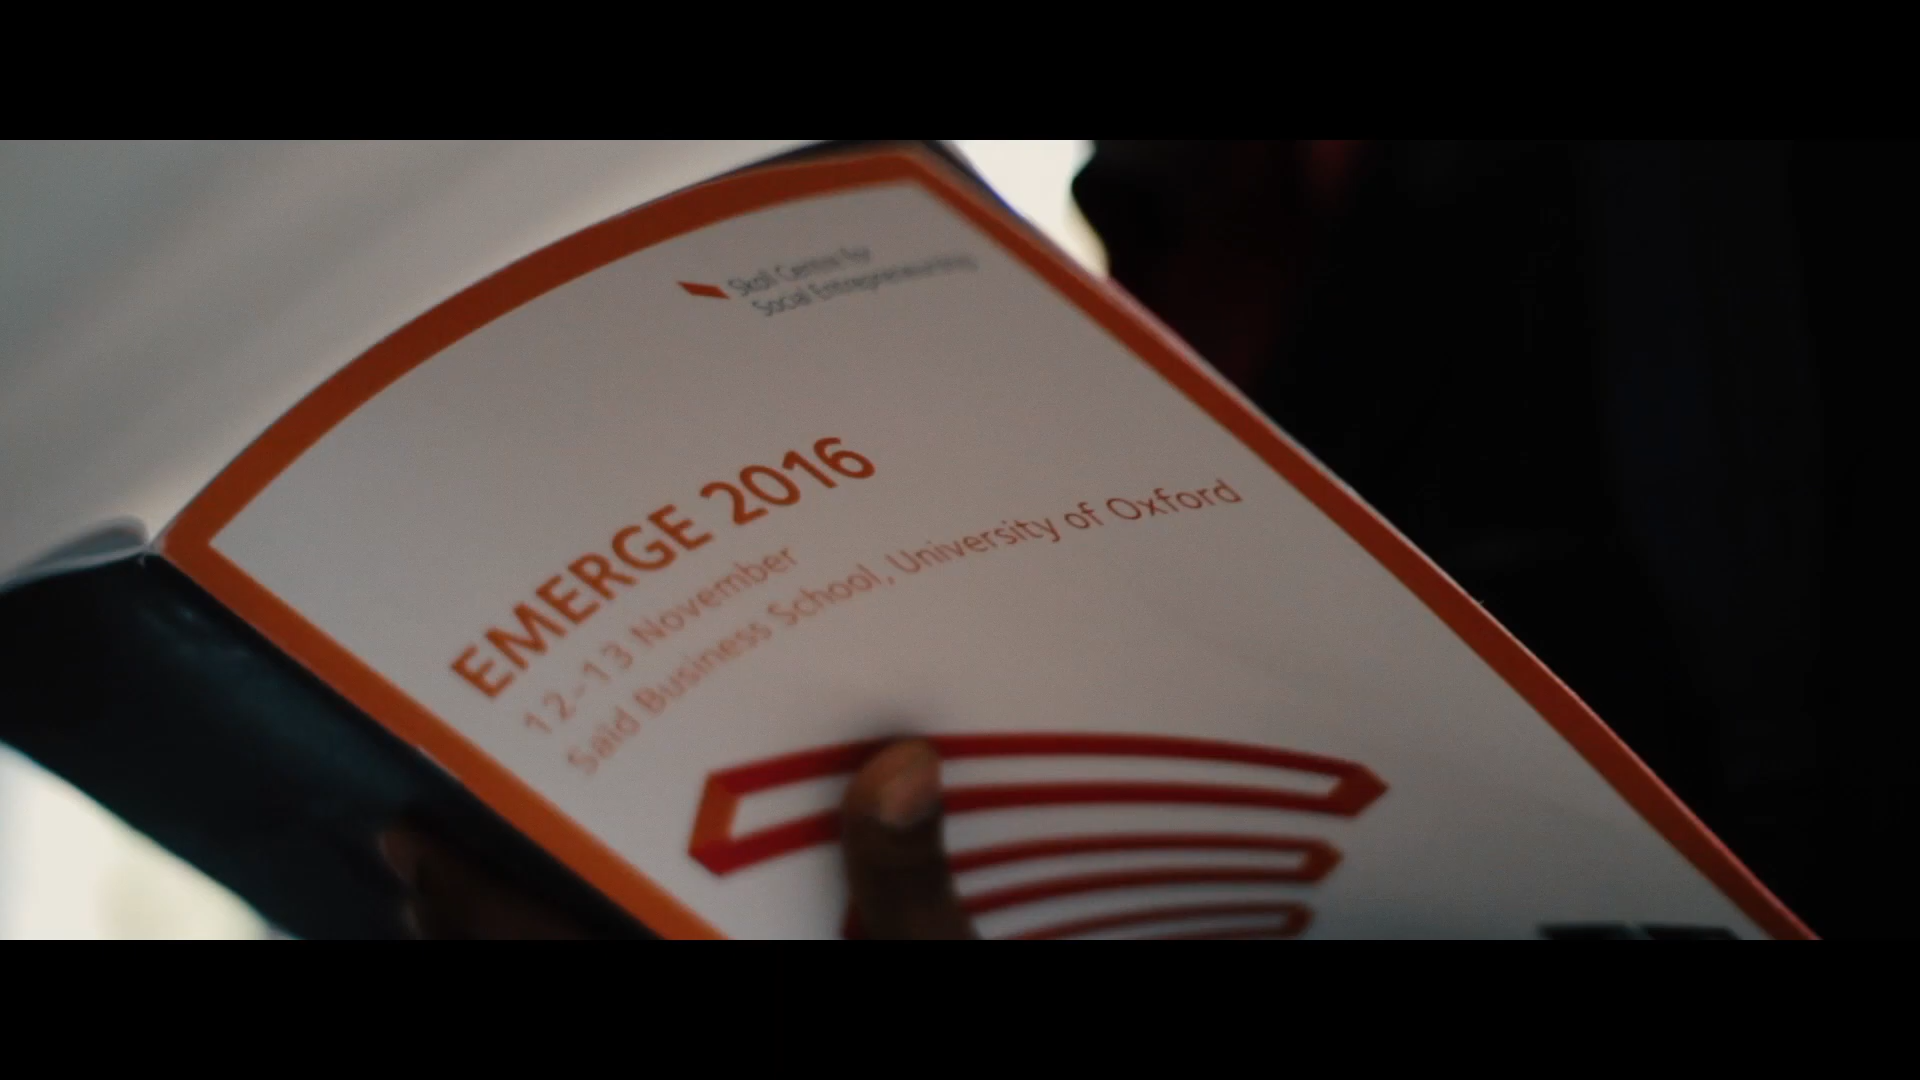 Skoll Centre for
Social Entrepreneurship
EMERGE 2016
12–13 November
Saïd Business School, University of Oxford